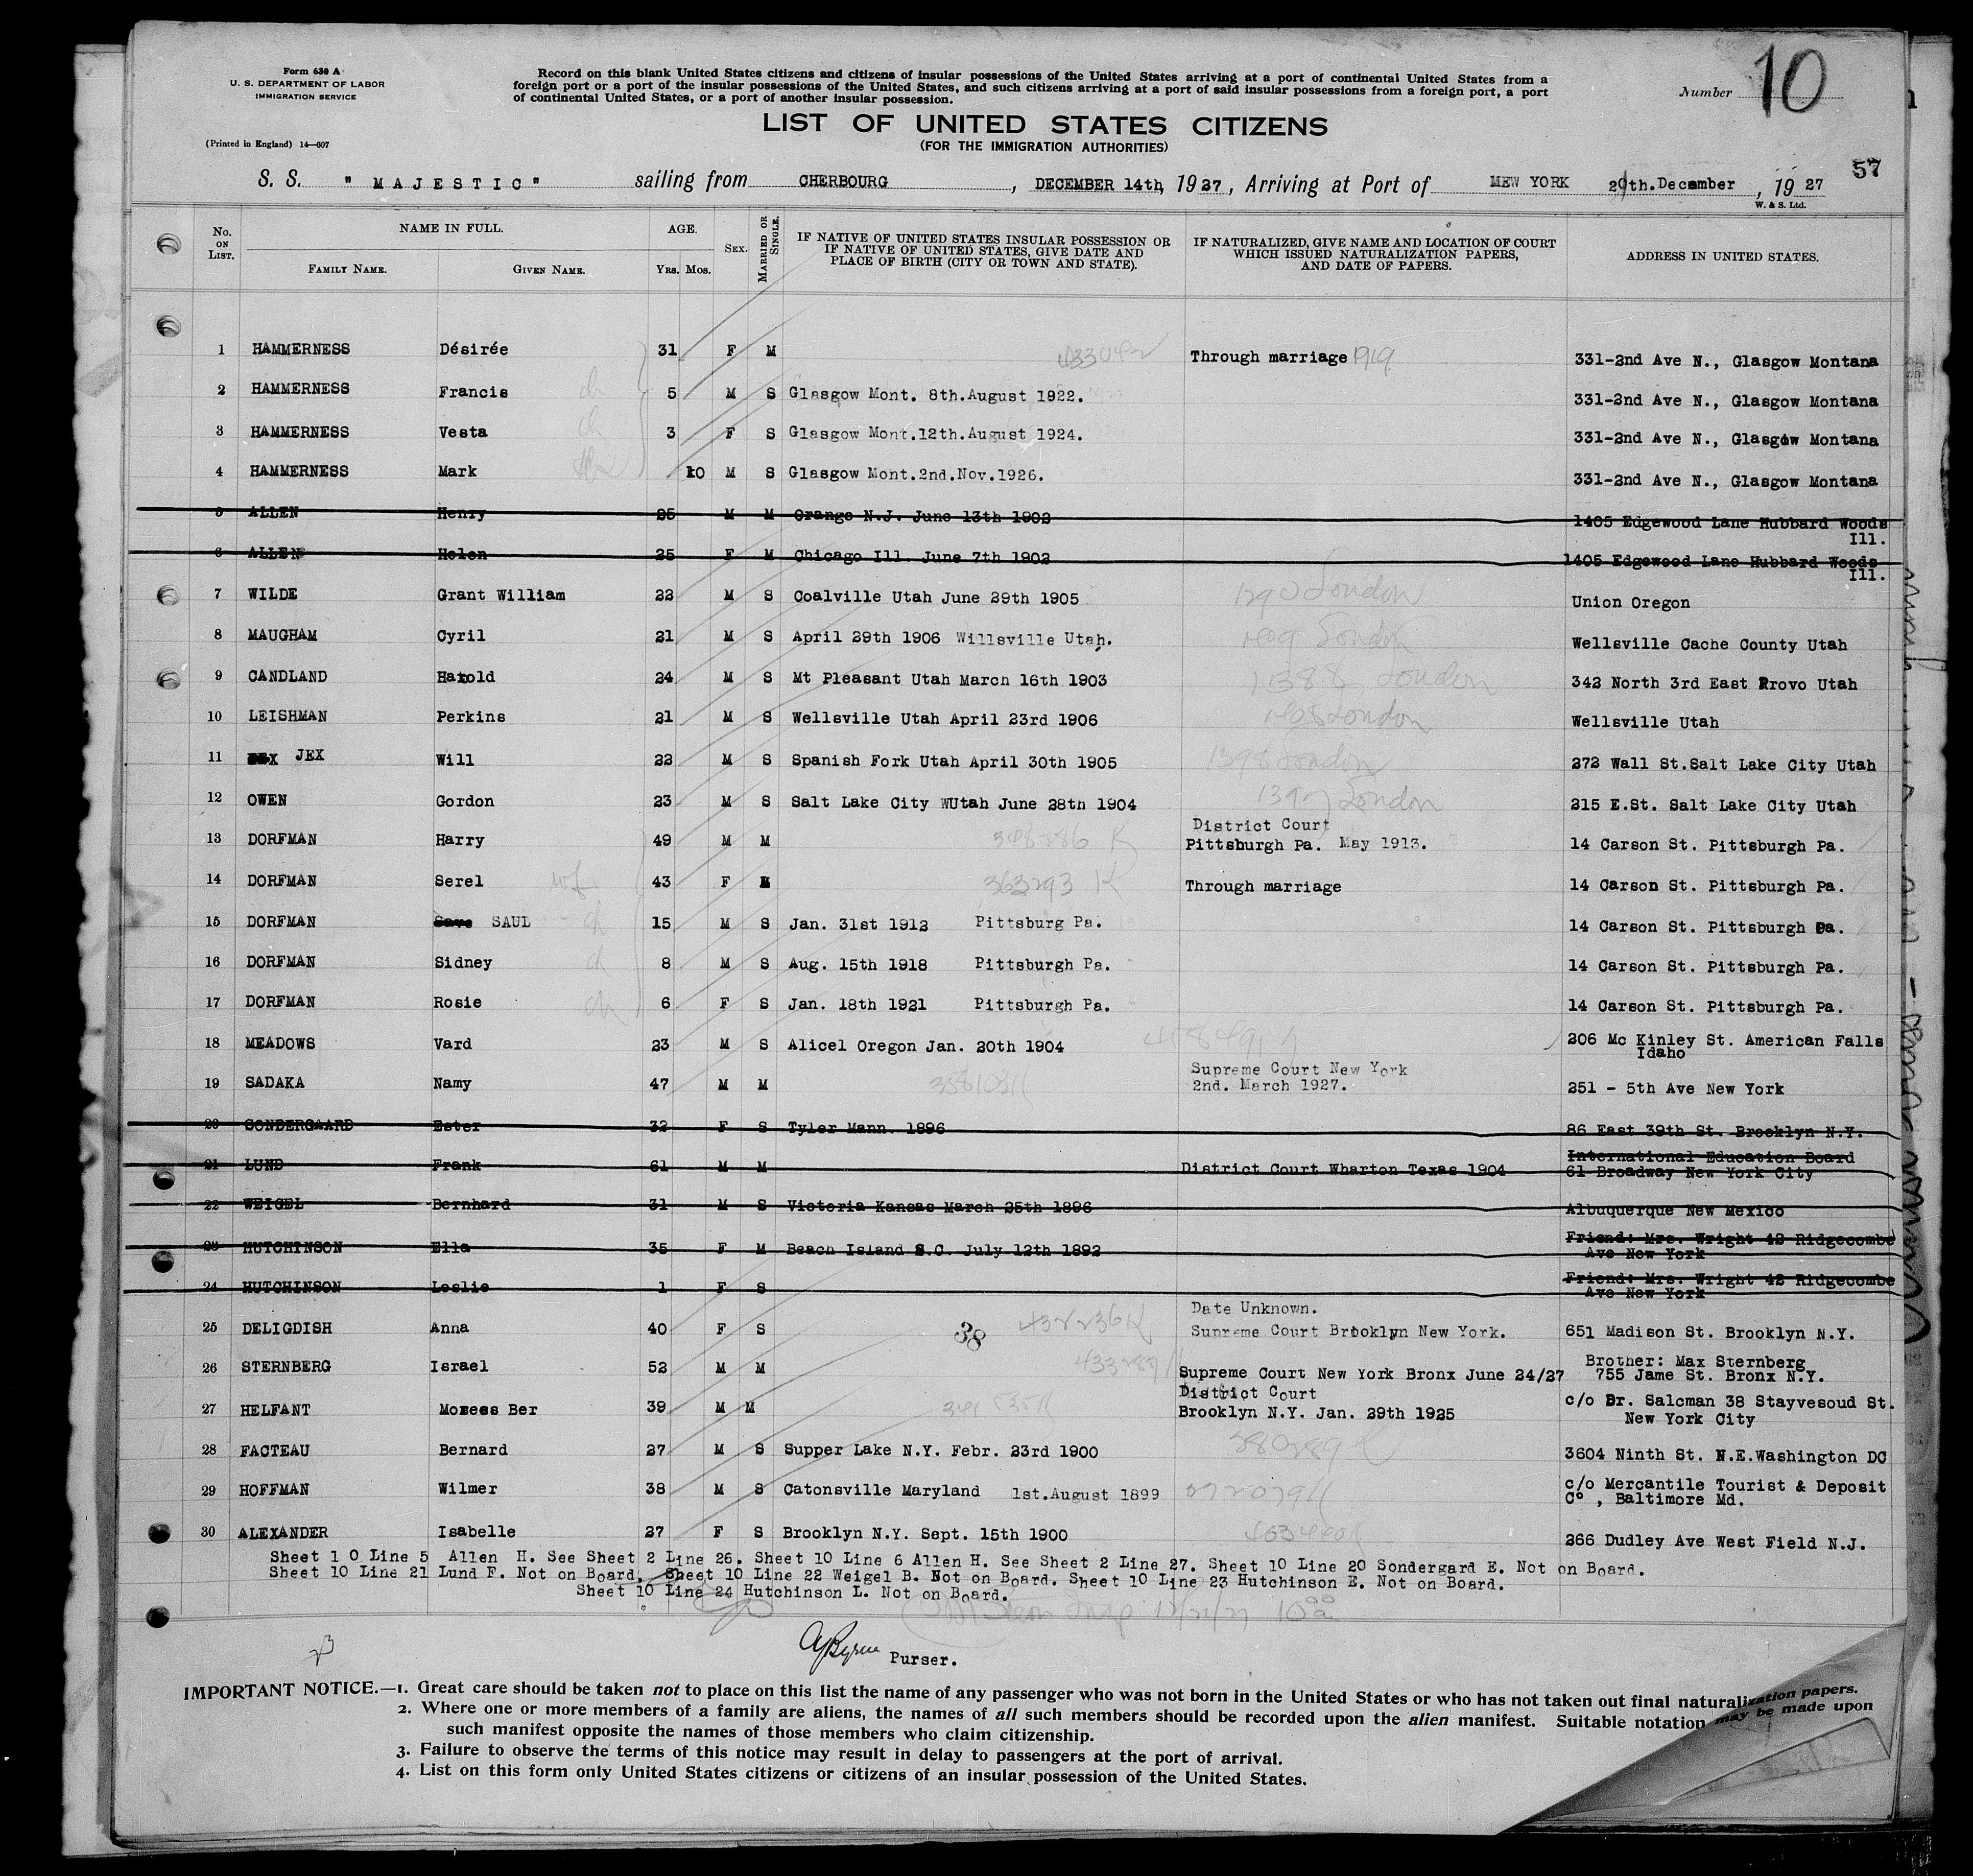 Form 630 A
U. S. DEPARTMENT OF LABOR
IMMIGRATION SERVICE
(Printed in England) 14—607
Record on this blank United States citizens and citizens of insular possessions of the United States arriving at a port of continental United States from a
foreign port or a port of the insular possessions of the United States, and such citizens arriving at a port of said insular possessions from a foreign port, a port
of continental United States, or a port of another insular possession.
Number 10
LIST OF UNITED STATES CITIZENS
(FOR THE IMMIGRATION AUTHORITIES)
57
S. S. "MAJESTIC" sailing from CHERBOURG, DECEMBER 14th, 1927, Arriving at Port of MEW YORK 20th.December, 1927
W. & S. Ltd.
No. ON LIST. NAME IN FULL. FAMILY NAME. GIVEN NAME. AGE. YRS. MOS. SEX. MARRIED OR SINGLE. IF NATIVE OF UNITED STATES INSULAR POSSESSION OR IF NATIVE OF UNITED STATES, GIVE DATE AND PLACE OF BIRTH (CITY OR TOWN AND STATE). IF NATURALIZED, GIVE NAME AND LOCATION OF COURT WHICH ISSUED NATURALIZATION PAPERS, AND DATE OF PAPERS. ADDRESS IN UNITED STATES.
1 HAMMERNESS Désirée 31 F M Through marriage 1919 331-2nd Ave N., Glasgow Montana
2 HAMMERNESS Francis ch 5 M S Glasgow Mont. 8th.August 1922. 331-2nd Ave N., Glasgow Montana
3 HAMMERNESS Vesta ch 3 F S Glasgow Mont.12th.August 1924. 331-2nd Ave N., Glasgow Montana
4 HAMMERNESS Mark 10 M S Glasgow Mont.2nd.Nov.1926. 331-2nd Ave N., Glasgow Montana
5 ALLEN Henry 25 M M Orange N.J. June 13th 1902 1405 Edgewood Lane Hubbard Woods
Ill.
6 ALLEN Helen 25 F M Chicago Ill. June 7th 1902 1405 Edgewood Lane Hubbard Woods
Ill.
7 WILDE Grant William 22 M S Coalville Utah June 29th 1905 London Union Oregon
8 MAUGHAM Cyril 21 M S April 29th 1906 Willsville Utah. London Wellsville Cache County Utah
9 CANDLAND Harold 24 M S Mt Pleasant Utah March 16th 1903 London 342 North 3rd East Provo Utah
10 LEISHMAN Perkins 21 M S Wellsville Utah April 23rd 1906 London Wellsville Utah
11 JEX Will 22 M S Spanish Fork Utah April 30th 1905 1398 London 272 Wall St.Salt Lake City Utah
12 OWEN Gordon 23 M S Salt Lake City WUtah June 28th 1904 1397 London 215 E.St. Salt Lake City Utah
District Court
13 DORFMAN Harry 49 M M Pittsburgh Pa. May 1913. 14 Carson St. Pittsburgh Pa.
14 DORFMAN Serel wf 43 F M 363293 K Through marriage 14 Carson St. Pittsburgh Pa.
15 DORFMAN SAUL ch 15 M S Jan. 31st 1912 Pittsburg Pa. 14 Carson St. Pittsburgh Pa.
16 DORFMAN Sidney ch 8 M S Aug. 15th 1918 Pittsburgh Pa. 14 Carson St. Pittsburgh Pa.
17 DORFMAN Rosie ch 6 F S Jan. 18th 1921 Pittsburgh Pa. 14 Carson St. Pittsburgh Pa.
18 MEADOWS Vard 23 M S Alicel Oregon Jan. 20th 1904 206 Mc Kinley St. American Falls
Idaho
Supreme Court New York
19 SADAKA Namy 47 M M 2nd. March 1927. 251 - 5th Ave New York
20 SONDERGAARD Ester 32 F S Tyler Mann. 1896 86 East 39th St. Brooklyn N.Y.
International Education Board
21 LUND Frank 61 M M District Court Wharton Texas 1904 61 Broadway New York City
22 WEIGEL Bernhard 31 M S Victoria Kansas March 25th 1896 Albuquerque New Mexico
23 HUTCHINSON Ella 35 F M Beach Island S.C. July 12th 1892 Friend: Mrs. Wright 42 Ridgecombe
Ave New York
24 HUTCHINSON Leslie 1 F S Friend: Mrs. Wright 42 Ridgecombe
Ave New York
Date Unknown.
25 DELIGDISH Anna 40 F S 38 Supreme Court Brooklyn New York. 651 Madison St. Brooklyn N.Y.
Brother: Max Sternberg
26 STERNBERG Israel 52 M M Supreme Court New York Bronx June 24/27 755 Jame St. Bronx N.Y.
District Court
27 HELFANT Moses Ber 39 M M Brooklyn N.Y. Jan. 29th 1925 c/o Dr. Salcman 38 Stayvesoud St.
New York City
28 FACTEAU Bernard 27 M S Supper Lake N.Y. Febr. 23rd 1900 3604 Ninth St. N.E.Washington DC
29 HOFFMAN Wilmer 38 M S Catonsville Maryland 1st.August 1899 c/o Mercantile Tourist & Deposit
Co , Baltimore Md.
30 ALEXANDER Isabelle 27 F S Brooklyn N.Y. Sept. 15th 1900 266 Dudley Ave West Field N.J.
Sheet 1 0 Line 5 Allen H. See Sheet 2 Line 26. Sheet 10 Line 6 Allen H. See Sheet 2 Line 27. Sheet 10 Line 20 Sondergard E. Not on Board.
Sheet 10 Line 21 Lund F. Not on Board. Sheet 10 Line 22 Weigel B. Not on Board. Sheet 10 Line 23 Hutchinson E. Not on Board.
Sheet 10 Line 24 Hutchinson L. Not on Board.
Purser.
IMPORTANT NOTICE.—1. Great care should be taken not to place on this list the name of any passenger who was not born in the United States or who has not taken out final naturalization papers.
2. Where one or more members of a family are aliens, the names of all such members should be recorded upon the alien manifest. Suitable notation may be made upon
such manifest opposite the names of those members who claim citizenship.
3. Failure to observe the terms of this notice may result in delay to passengers at the port of arrival.
4. List on this form only United States citizens or citizens of an insular possession of the United States.